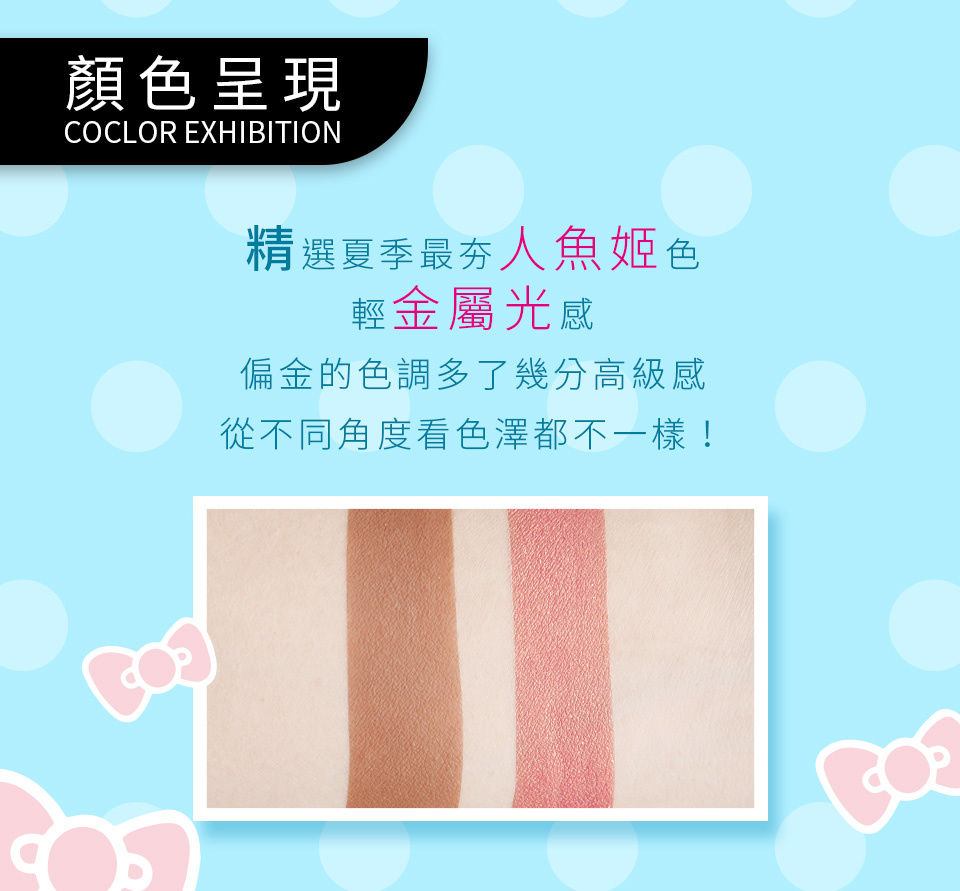 顏色呈現
COCLOR EXHIBITION
精選夏季最夯人魚姬色
輕金屬光感
偏金的色調多了幾分高級感
從不同角度看色澤都不一樣！